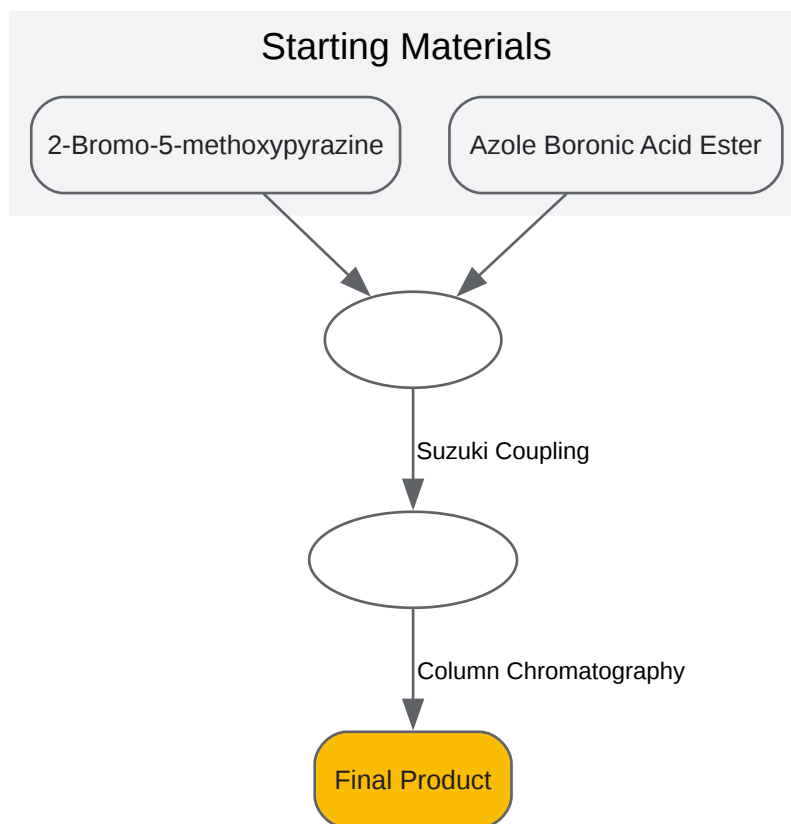 Starting Materials
2-Bromo-5-methoxypyrazine
Azole Boronic Acid Ester
Suzuki Coupling
Column Chromatography
Final Product